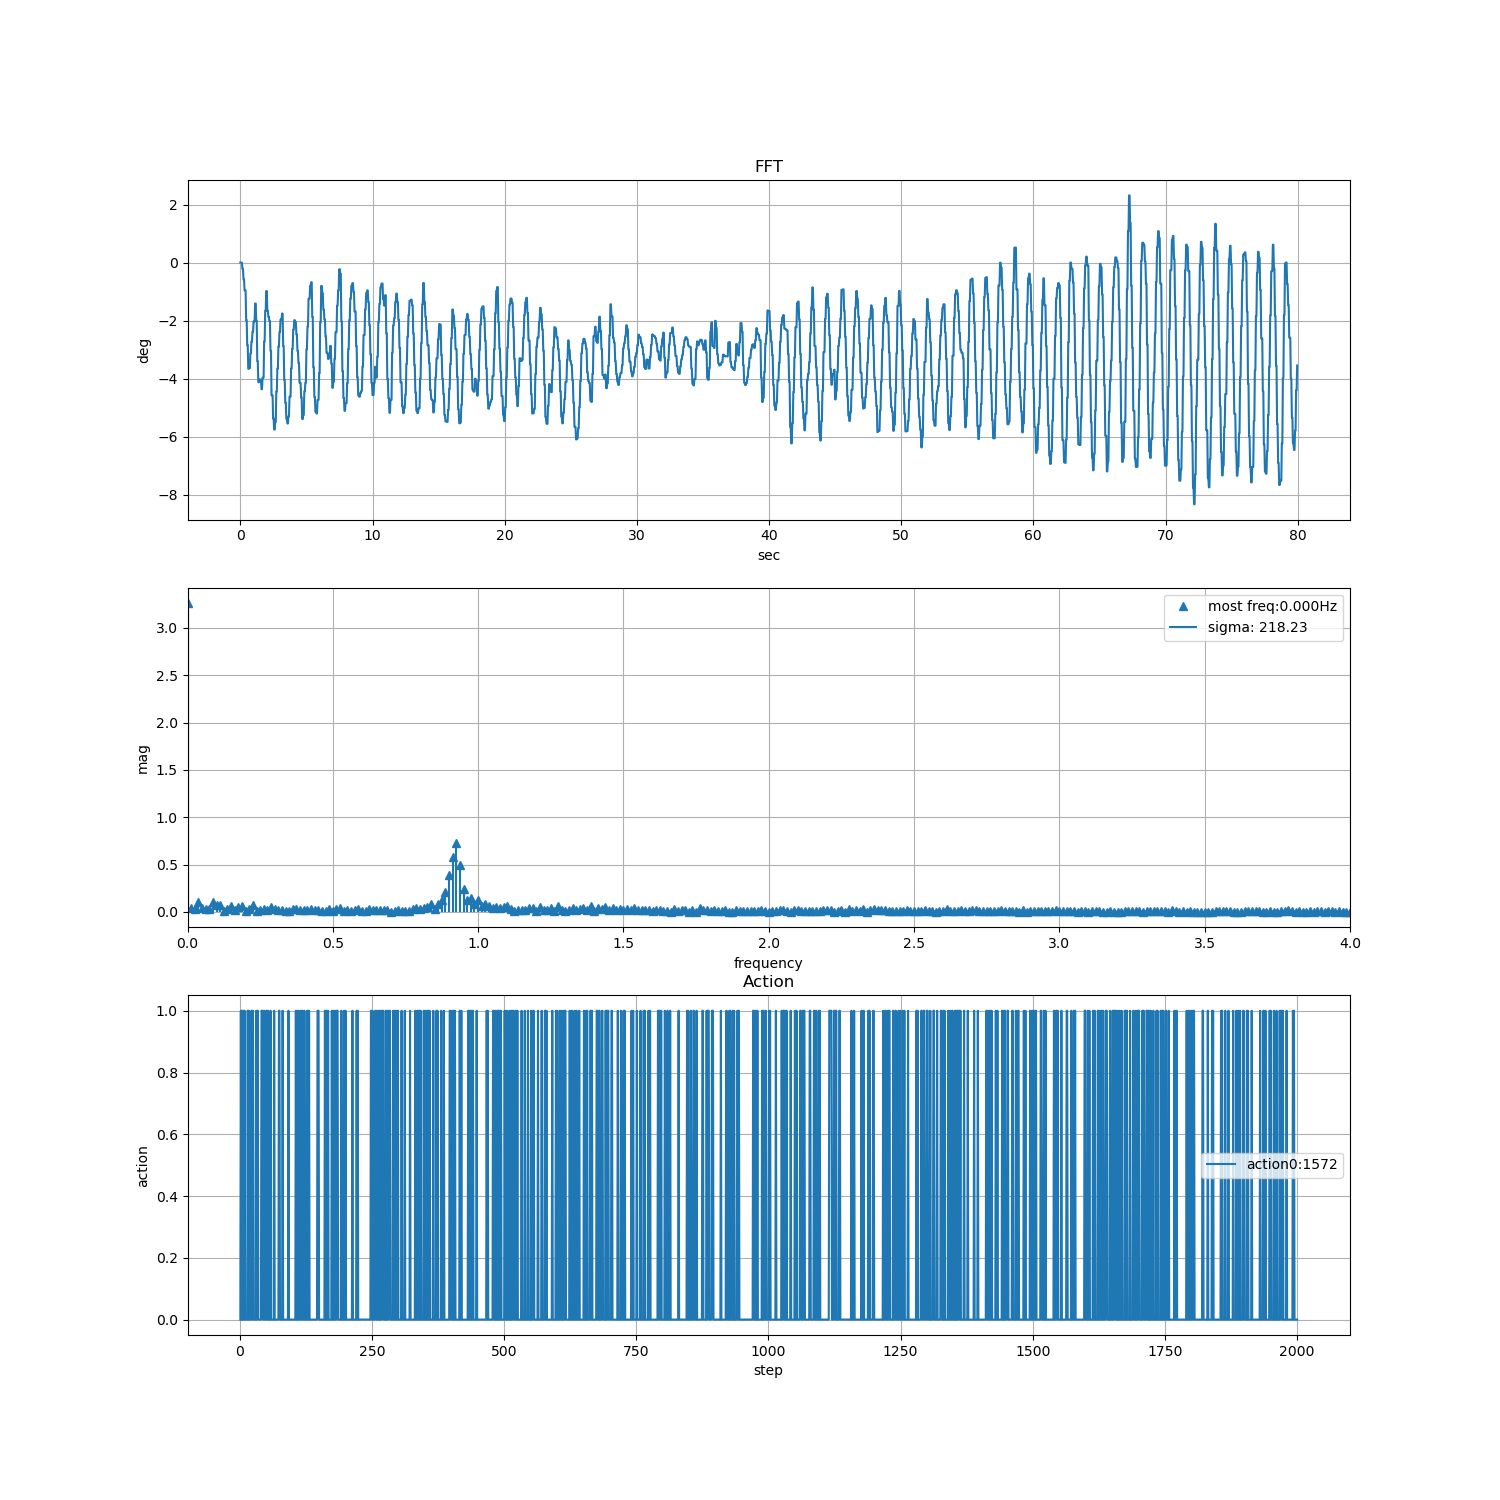 FFT
2
0
−2
−4
−6
−8
deg
0 10 20 30 40 50 60 70 80
sec
most freq:0.000Hz
sigma: 218.23
3.0
2.5
2.0
1.5
1.0
0.5
0.0
mag
0.0 0.5 1.0 1.5 2.0 2.5 3.0 3.5 4.0
frequency
Action
1.0
0.8
0.6
0.4
0.2
0.0
action
action0:1572
0 250 500 750 1000 1250 1500 1750 2000
step